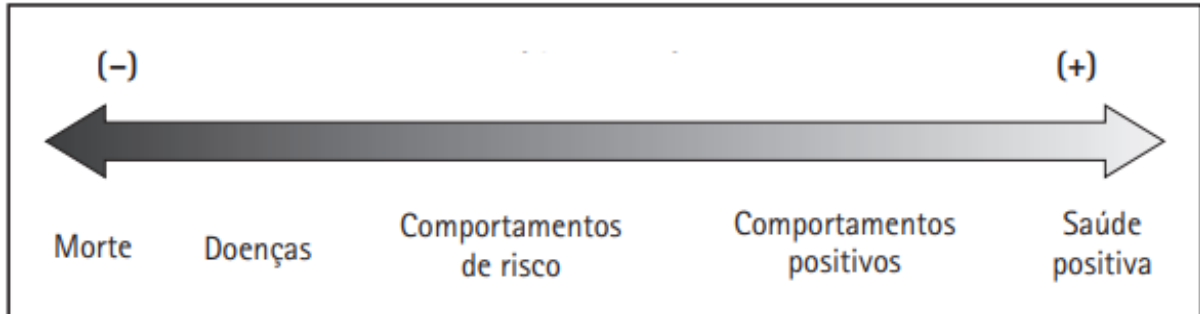 (–)
(+)
Morte
Doenças
Comportamentos
de risco
Comportamentos
positivos
Saúde
positiva